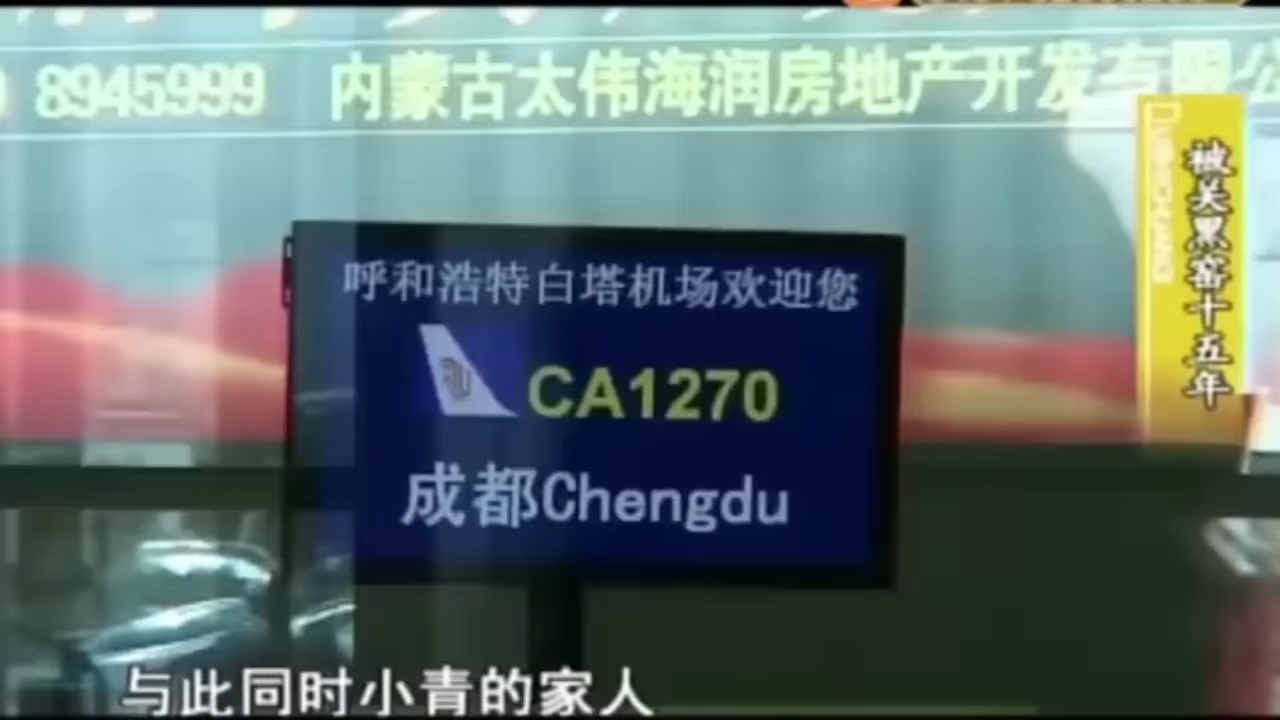 8945999 内蒙古太伟海润房地产开发有限公
被关黑窑十五年
呼和浩特白塔机场欢迎您
CA1270
成都Chengdu
与此同时小青的家人